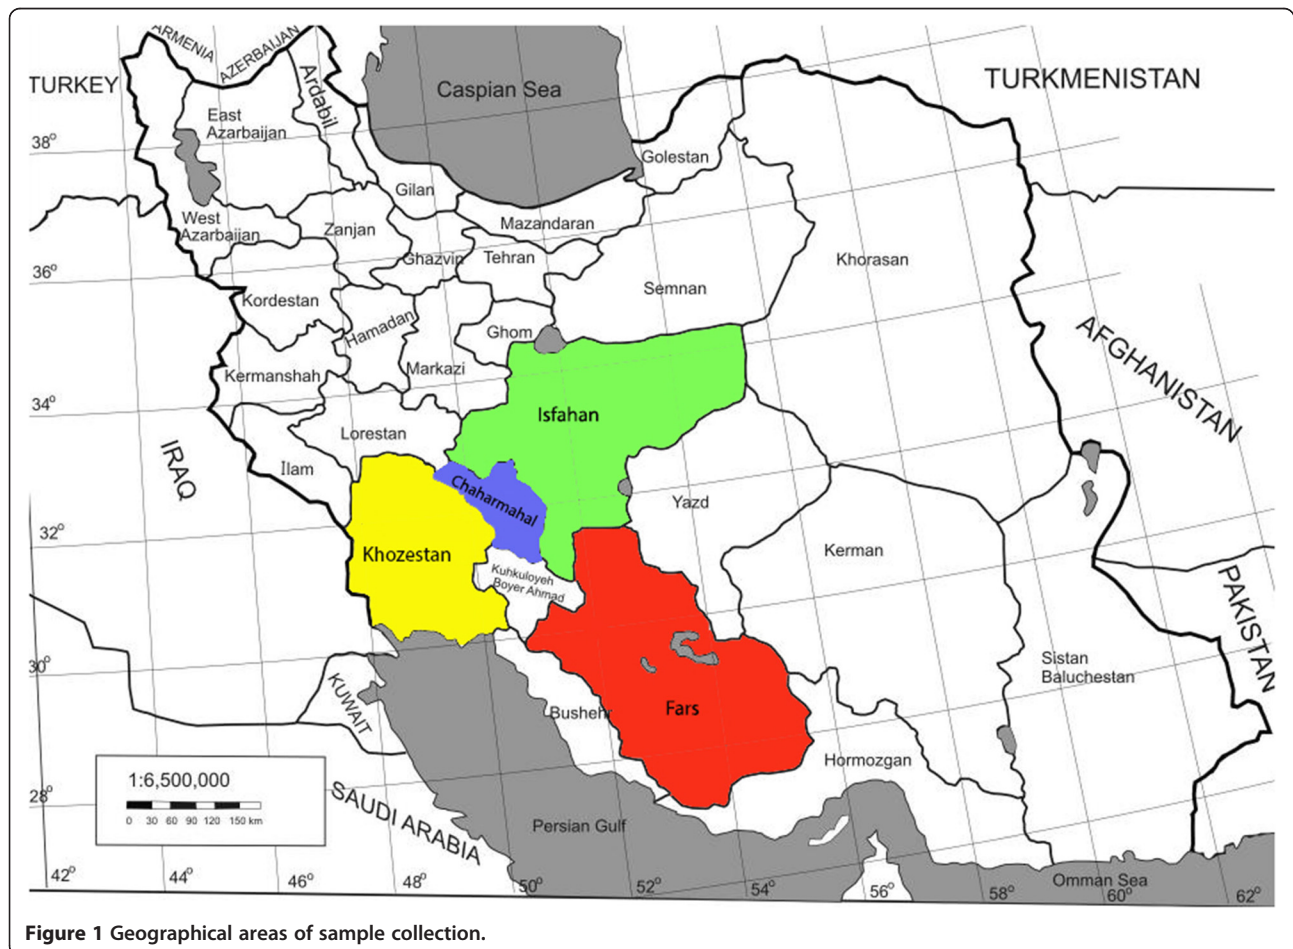 ARMENIA
AZERBAIJAN
TURKEY
Ardabil
Caspian Sea
TURKMENISTAN
East
Azarbaijan
38°
Golestan
Gilan
West
Azarbaijan
Zanjan
Mazandaran
Ghazvin
Tehran
Khorasan
36°
Kordestan
Semnan
Hamadan
Ghom
AFGHANISTAN
Kermanshah
Markazi
34°
Isfahan
Lorestan
IRAQ
Ilam
Chaharmahal
Yazd
32°
Khozestan
Kerman
Kuhkuloyeh
Boyer Ahmad
PAKISTAN
30°
Sistan
Baluchestan
KUWAIT
Bushehr
Fars
Hormozgan
1:6,500,000
0 30 60 90 120 150 km
28°
SAUDI ARABIA
Persian Gulf
Omman Sea
42° 44° 46° 48° 50° 52° 54° 56° 58° 60° 62°
Figure 1 Geographical areas of sample collection.